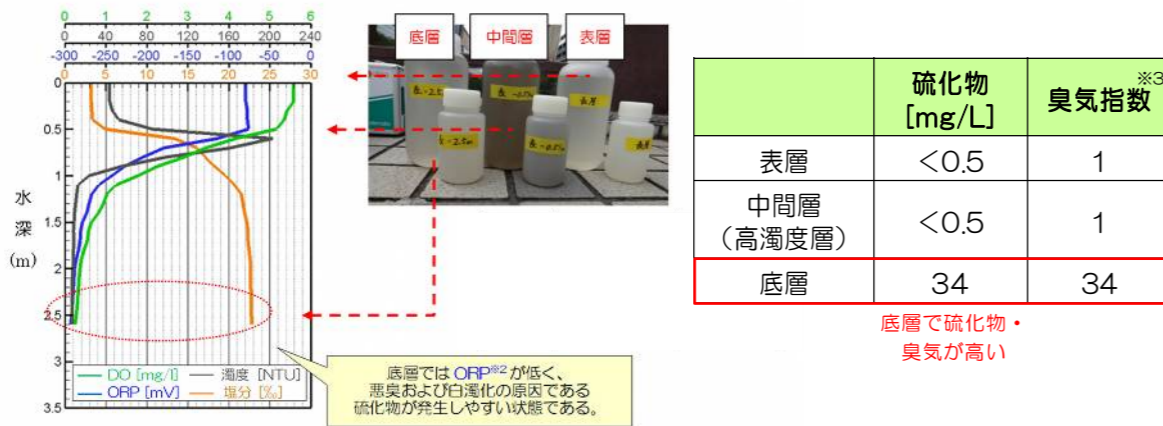 0 1 2 3 4 5 6
0 40 80 120 160 200 240
-300 -250 -200 -150 -100 -50 0
0 5 10 15 20 25 30
0
0.5
1
1.5
2
2.5
3
3.5
水深(m)
DO [mg/l]
濁度 [NTU]
ORP [mV]
塩分 [‰]
底層
中間層
表層
表層
表層
底層ではORP※2が低く、
悪臭および白濁化の原因である
硫化物が発生しやすい状態である。
硫化物 臭気指数※3
[mg/L]
表層 <0.5 1
中間層 <0.5 1
（高濁度層）
底層 34 34
底層で硫化物・
臭気が高い